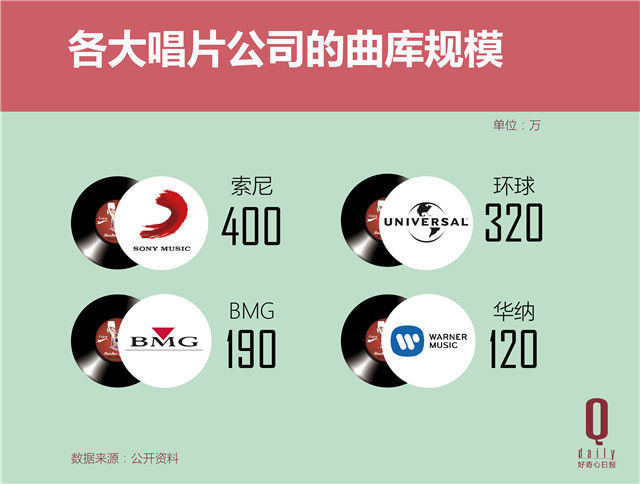 各大唱片公司的曲库规模
单位：万
索尼
400
SONY MUSIC
环球
320
UNIVERSAL
BMG
190
BMG
华纳
120
WARNER
MUSIC
数据来源：公开资料
Q
daily
好奇心日报